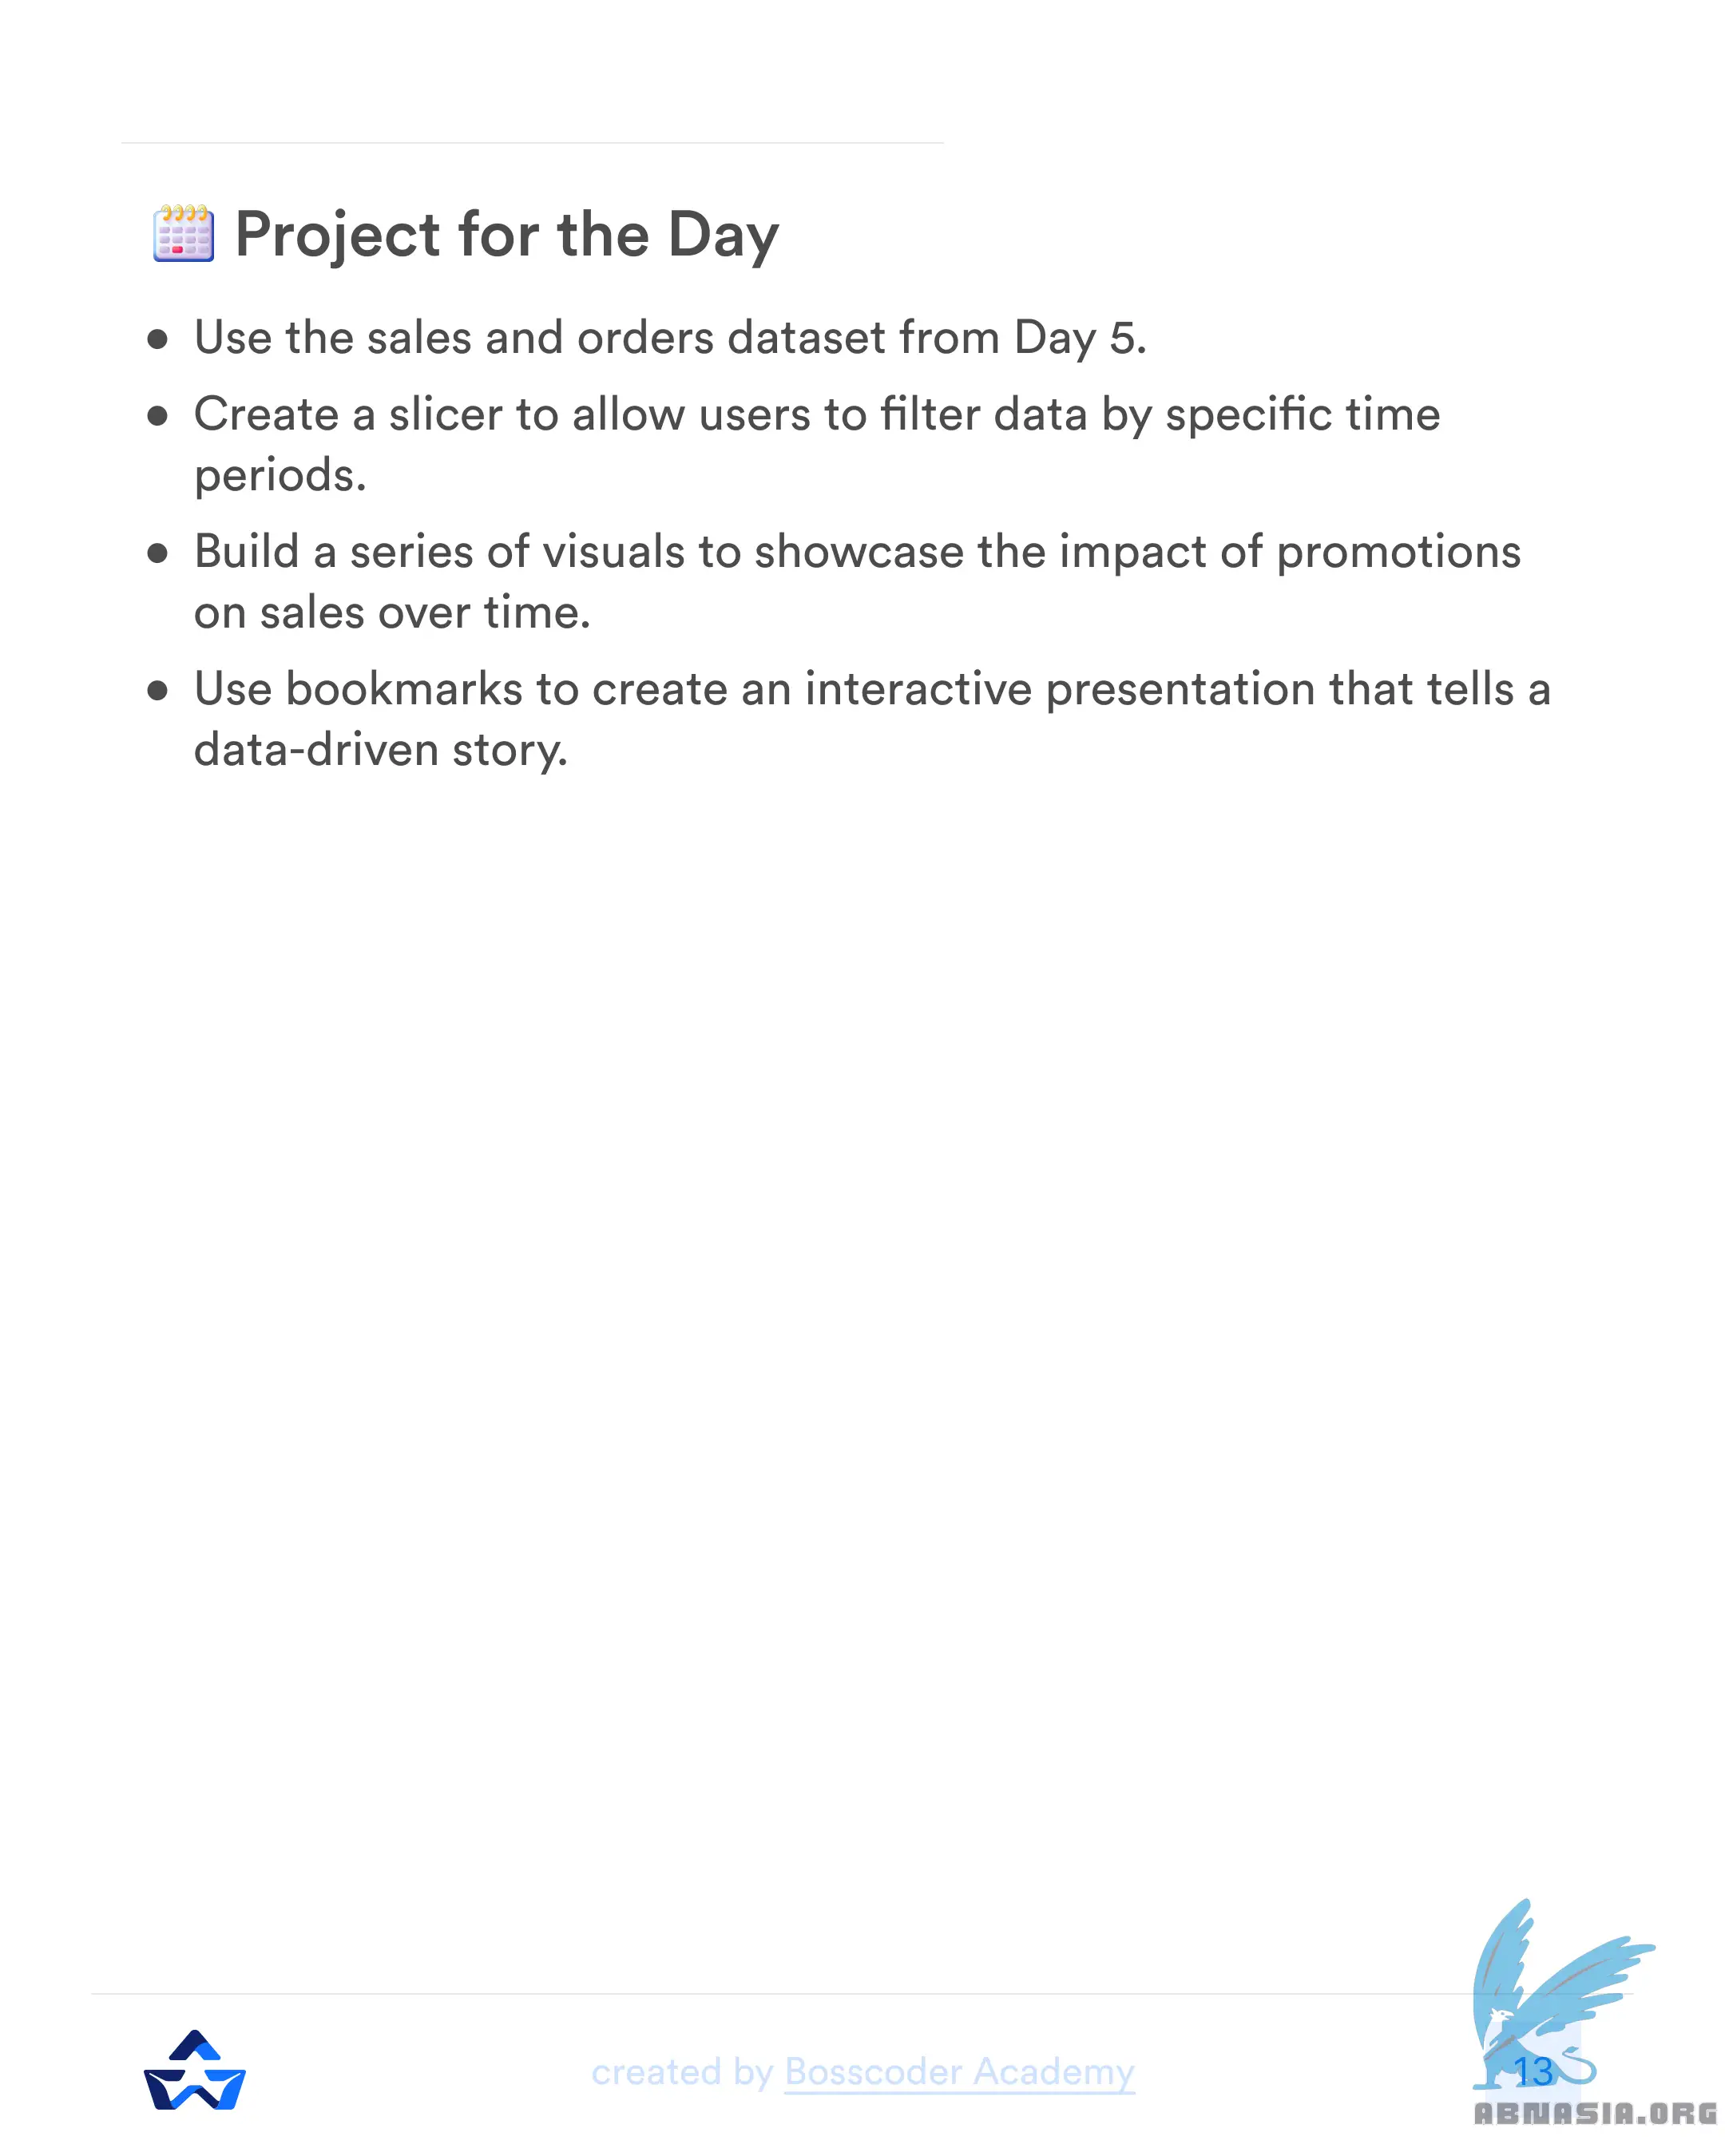 Project for the Day
● Use the sales and orders dataset from Day 5.
● Create a slicer to allow users to filter data by specific time
periods.
● Build a series of visuals to showcase the impact of promotions
on sales over time.
● Use bookmarks to create an interactive presentation that tells a
data-driven story.
created by Bosscoder Academy
13
ABMASIA.ORG